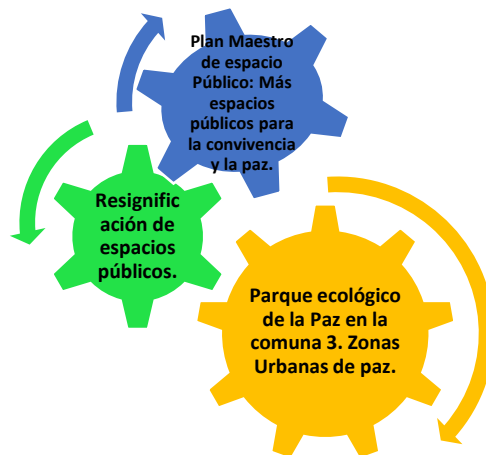 Plan Maestro
de espacio
Público: Más
espacios
públicos para
la convivencia
y la paz.
Resignific
ación de
espacios
públicos.
Parque ecológico
de la Paz en la
comuna 3. Zonas
Urbanas de paz.